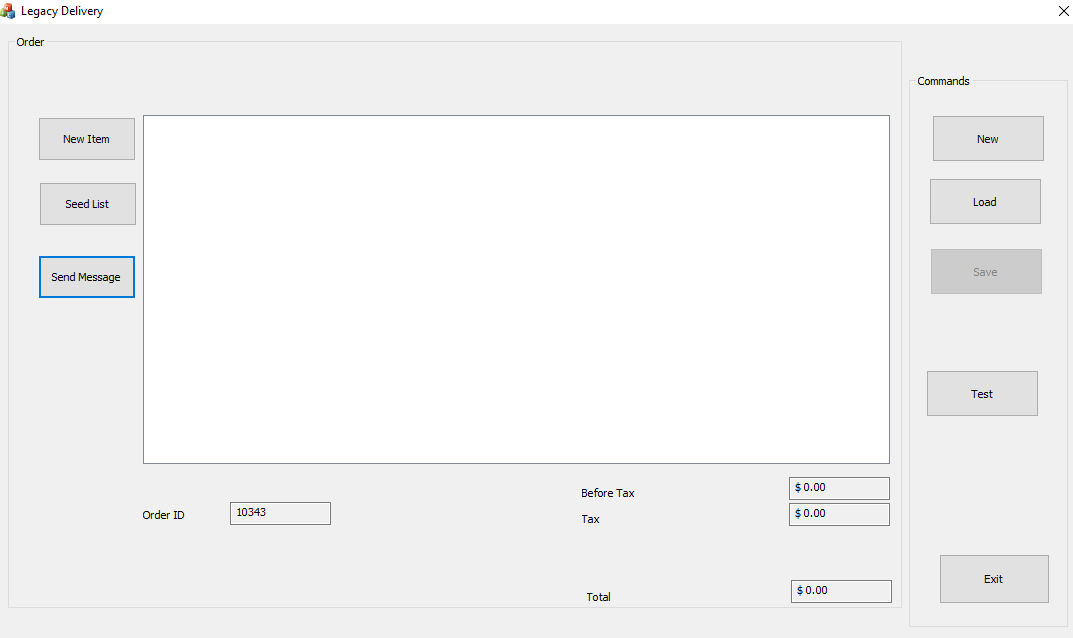 Legacy Delivery
Order
Commands
New Item
New
Seed List
Load
Send Message
Save
Test
Before Tax
$ 0.00
Order ID
10343
Tax
$ 0.00
Exit
Total
$ 0.00